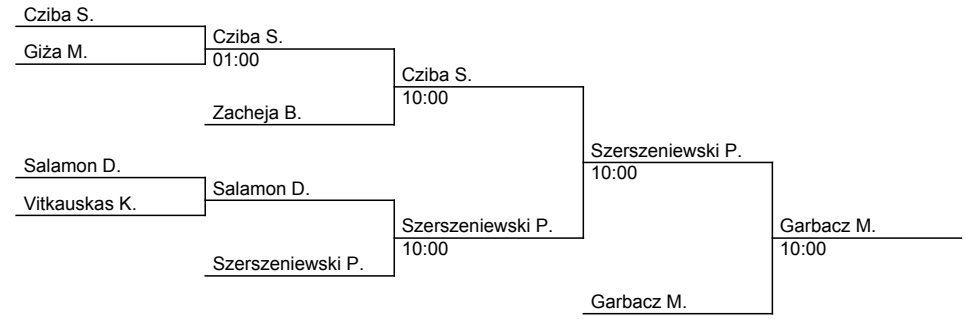 Cziba S.
Giża M.
Cziba S.
01:00
Zacheja B.
Cziba S.
10:00
Salamon D.
Vitkauskas K.
Salamon D.
Szerszeniewski P.
Szerszeniewski P.
10:00
Szerszeniewski P.
10:00
Garbacz M.
Garbacz M.
10:00